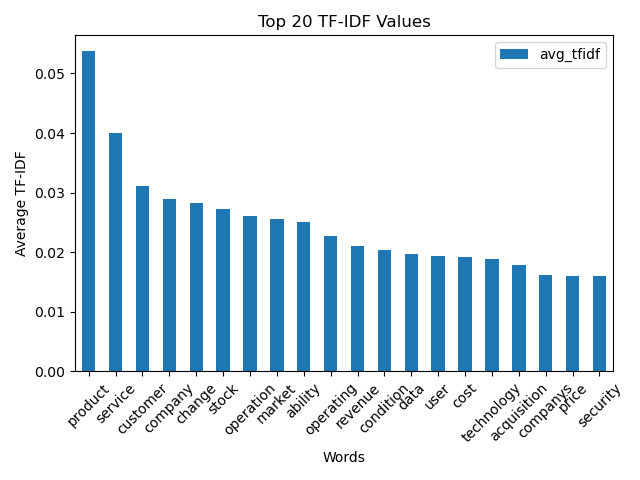 Top 20 TF-IDF Values
avg_tfidf
Average TF-IDF
0.05
0.04
0.03
0.02
0.01
0.00
product
service
customer
company
change
stock
operation
market
ability
operating
revenue
condition
data
user
cost
technology
acquisition
companys
price
security
Words